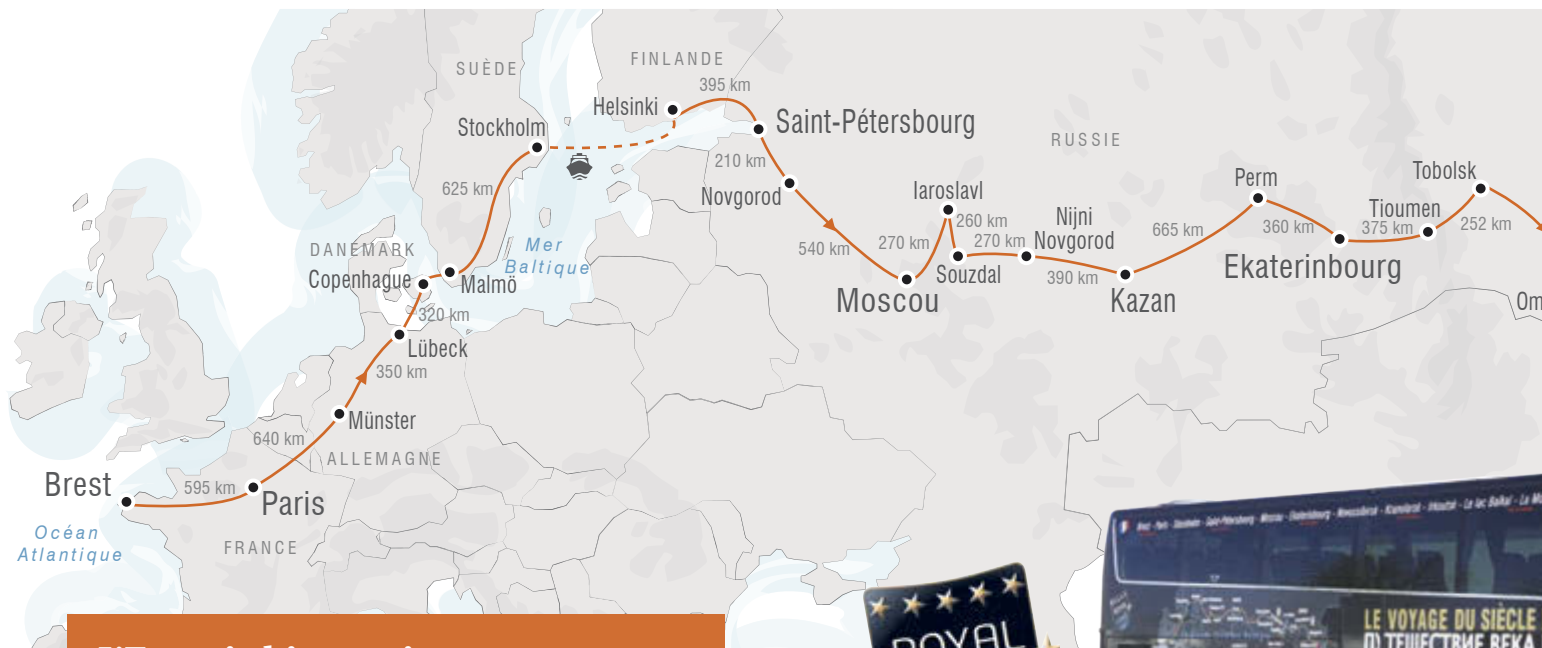 SUÈDE
FINLANDE
395 km
Helsinki
Stockholm
Saint-Pétersbourg
RUSSIE
210 km
625 km
Novgorod
Iaroslavl
Perm
Tobolsk
Tioumen
260 km
Nijni
Novgorod
665 km
360 km
375 km
252 km
DANEMARK
Mer
Baltique
540 km
270 km
270 km
Copenhague
Malmö
Souzdal
390 km
Ekaterinbourg
Moscou
Kazan
Om
320 km
Lübeck
350 km
Münster
640 km
ALLEMAGNE
Brest
595 km
Paris
Océan
Atlantique
FRANCE
ROYAL
LE VOYAGE DU SIÈCLE